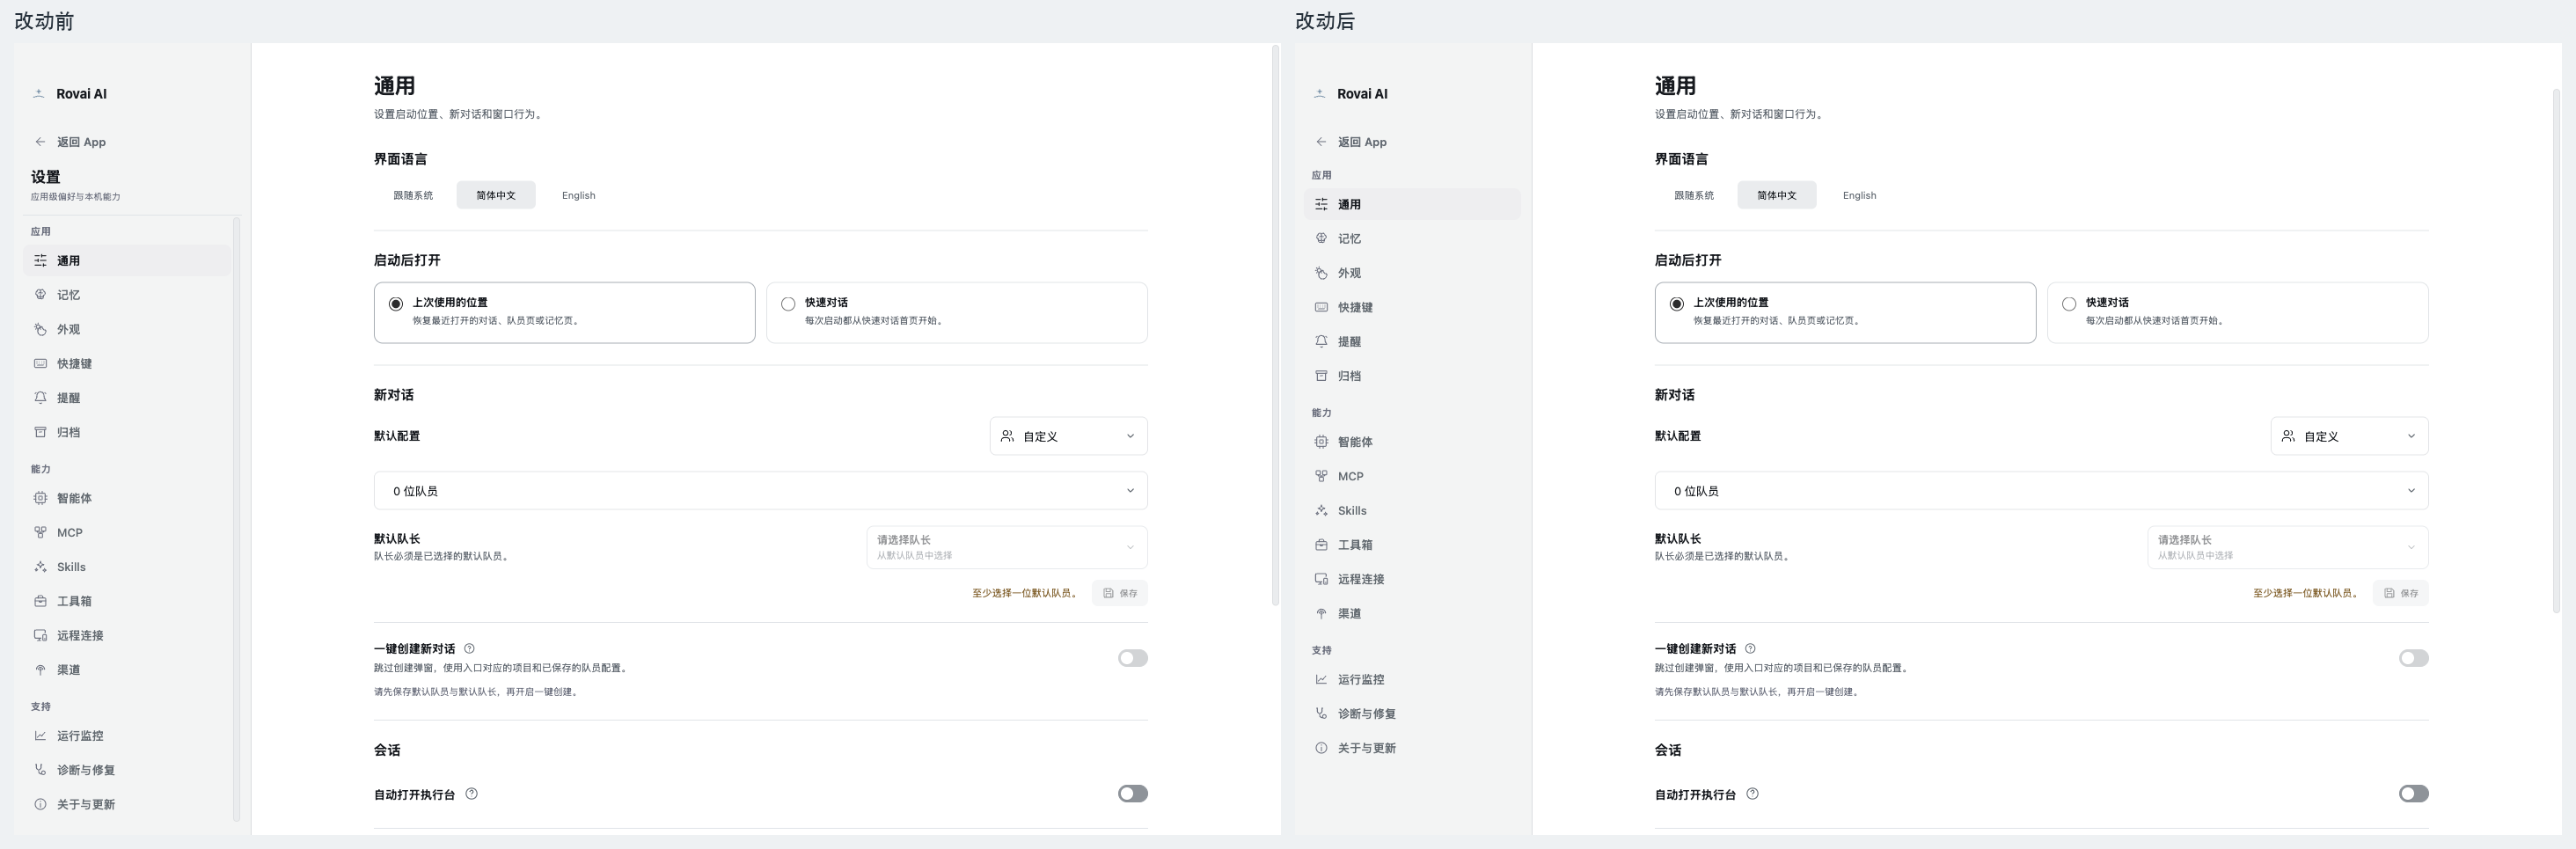 改动前
Rovai AI
返回 App
设置
应用级偏好与本机能力
应用
通用
记忆
外观
快捷键
提醒
归档
能力
智能体
MCP
Skills
工具箱
远程连接
渠道
支持
运行监控
诊断与修复
关于与更新
通用
设置启动位置、新对话和窗口行为。
界面语言
跟随系统 简体中文 English
启动后打开
上次使用的位置
恢复最近打开的对话、队员页或记忆页。
快速对话
每次启动都从快速对话首页开始。
新对话
默认配置 自定义
0 位队员
默认队长
队长必须是已选择的默认队员。
请选择队长
从默认队员中选择
至少选择一位默认队员。 保存
一键创建新对话
跳过创建弹窗，使用入口对应的项目和已保存的队员配置。
请先保存默认队员与默认队长，再开启一键创建。
会话
自动打开执行台
改动后
Rovai AI
返回 App
应用
通用
记忆
外观
快捷键
提醒
归档
能力
智能体
MCP
Skills
工具箱
远程连接
渠道
支持
运行监控
诊断与修复
关于与更新
通用
设置启动位置、新对话和窗口行为。
界面语言
跟随系统 简体中文 English
启动后打开
上次使用的位置
恢复最近打开的对话、队员页或记忆页。
快速对话
每次启动都从快速对话首页开始。
新对话
默认配置 自定义
0 位队员
默认队长
队长必须是已选择的默认队员。
请选择队长
从默认队员中选择
至少选择一位默认队员。 保存
一键创建新对话
跳过创建弹窗，使用入口对应的项目和已保存的队员配置。
请先保存默认队员与默认队长，再开启一键创建。
会话
自动打开执行台